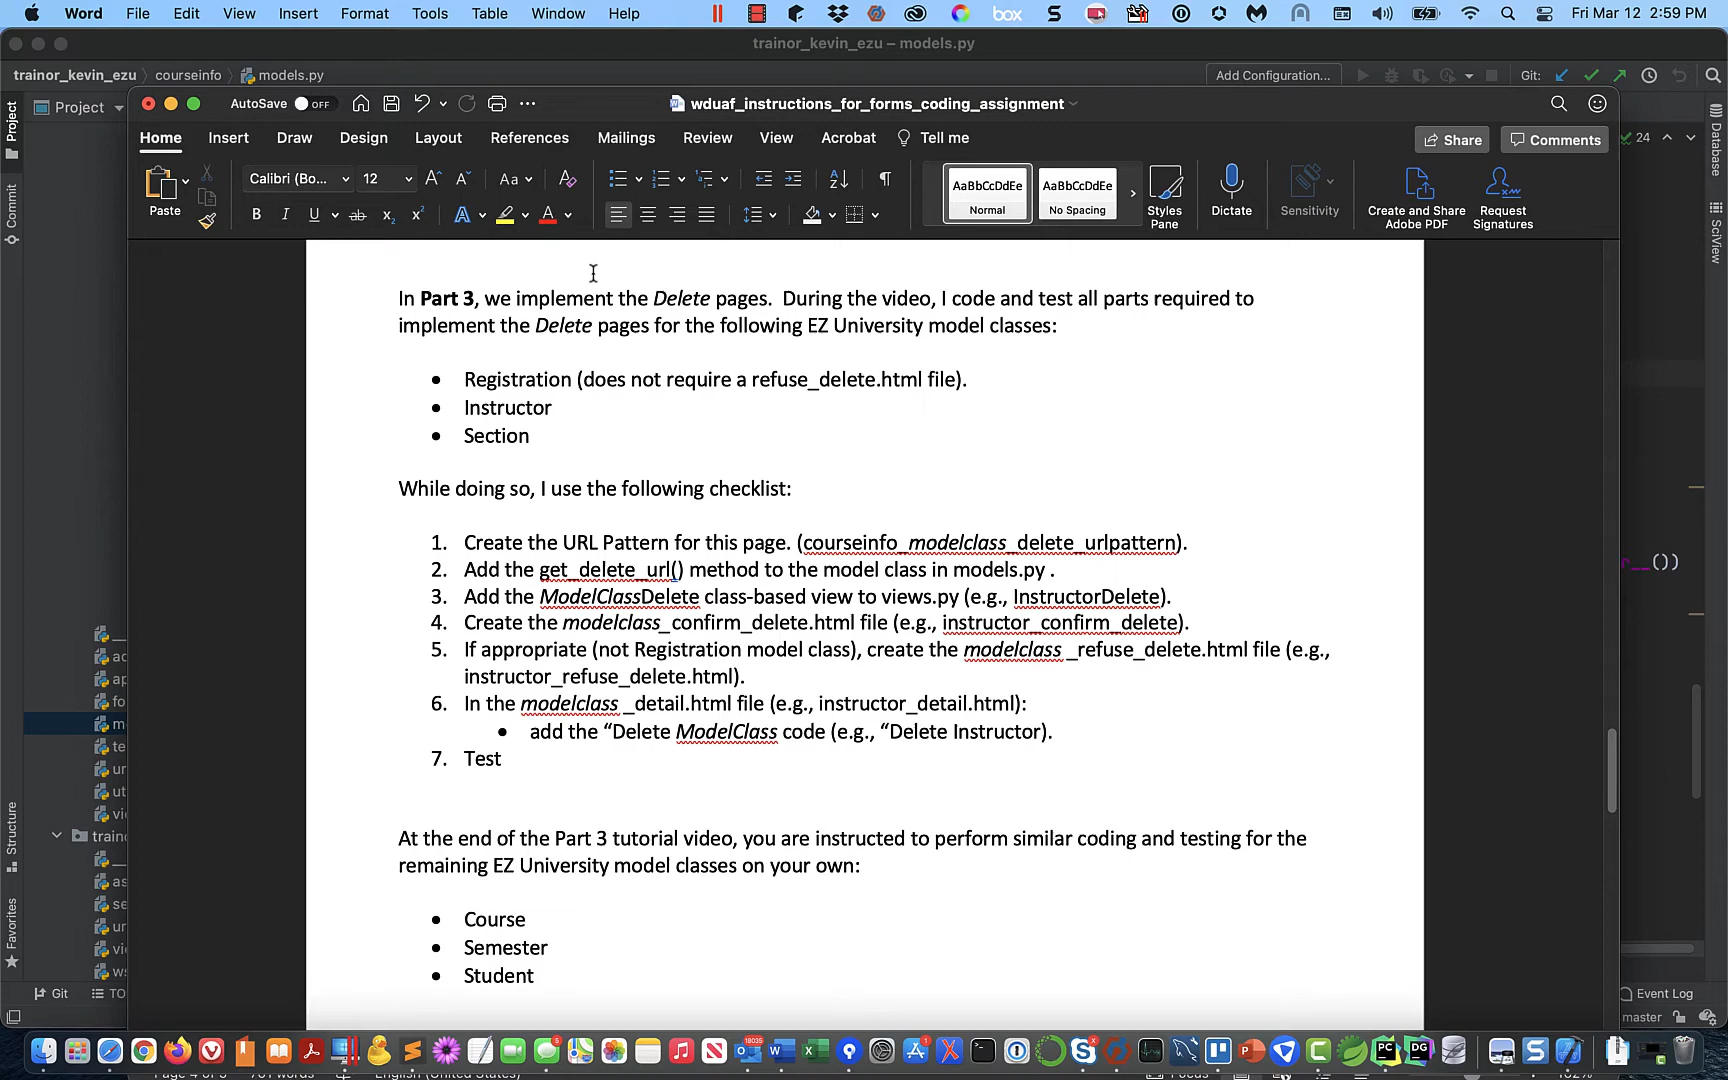 Word File Edit View Insert Format Tools Table Window Help box Fri Mar 12 2:59 PM
trainor_kevin_ezu – models.py
trainor_kevin_ezu courseinfo models.py Add Configuration... Git:
Project AutoSave OFF wduaf_instructions_for_forms_coding_assignment
Home Insert Draw Design Layout References Mailings Review View Acrobat Tell me Share Comments 24
Calibri (Bo... 12 Aa AaBbCcDdEe AaBbCcDdEe
Paste Normal No Spacing Styles Pane Dictate Sensitivity Create and Share Adobe PDF Request Signatures
Project
Commit
Structure
Favorites
Database
SciView
In Part 3, we implement the Delete pages. During the video, I code and test all parts required to
implement the Delete pages for the following EZ University model classes:
• Registration (does not require a refuse_delete.html file).
• Instructor
• Section
While doing so, I use the following checklist:
1. Create the URL Pattern for this page. (courseinfo_modelclass_delete_urlpattern).
2. Add the get_delete_url() method to the model class in models.py .
3. Add the ModelClassDelete class-based view to views.py (e.g., InstructorDelete).
4. Create the modelclass_confirm_delete.html file (e.g., instructor_confirm_delete).
5. If appropriate (not Registration model class), create the modelclass _refuse_delete.html file (e.g.,
instructor_refuse_delete.html).
6. In the modelclass _detail.html file (e.g., instructor_detail.html):
• add the “Delete ModelClass code (e.g., “Delete Instructor).
7. Test
At the end of the Part 3 tutorial video, you are instructed to perform similar coding and testing for the
remaining EZ University model classes on your own:
• Course
• Semester
• Student
Git TO Event Log
master